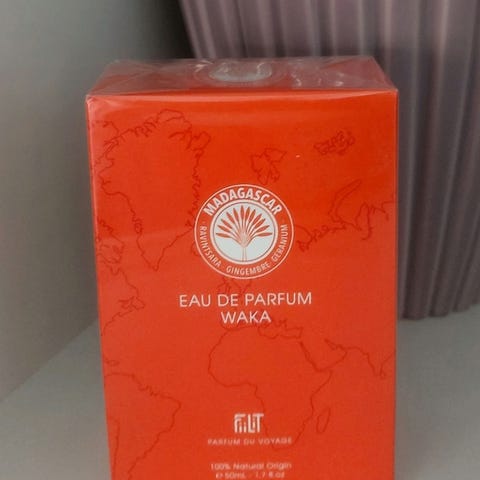 MADAGASCAR
RAVINTSARA · GINGEMBRE · GERANIUM
EAU DE PARFUM
WAKA
FiiLiT
PARFUM DU VOYAGE
100% Natural Origin
℮ 50mL - 1,7 fl.oz